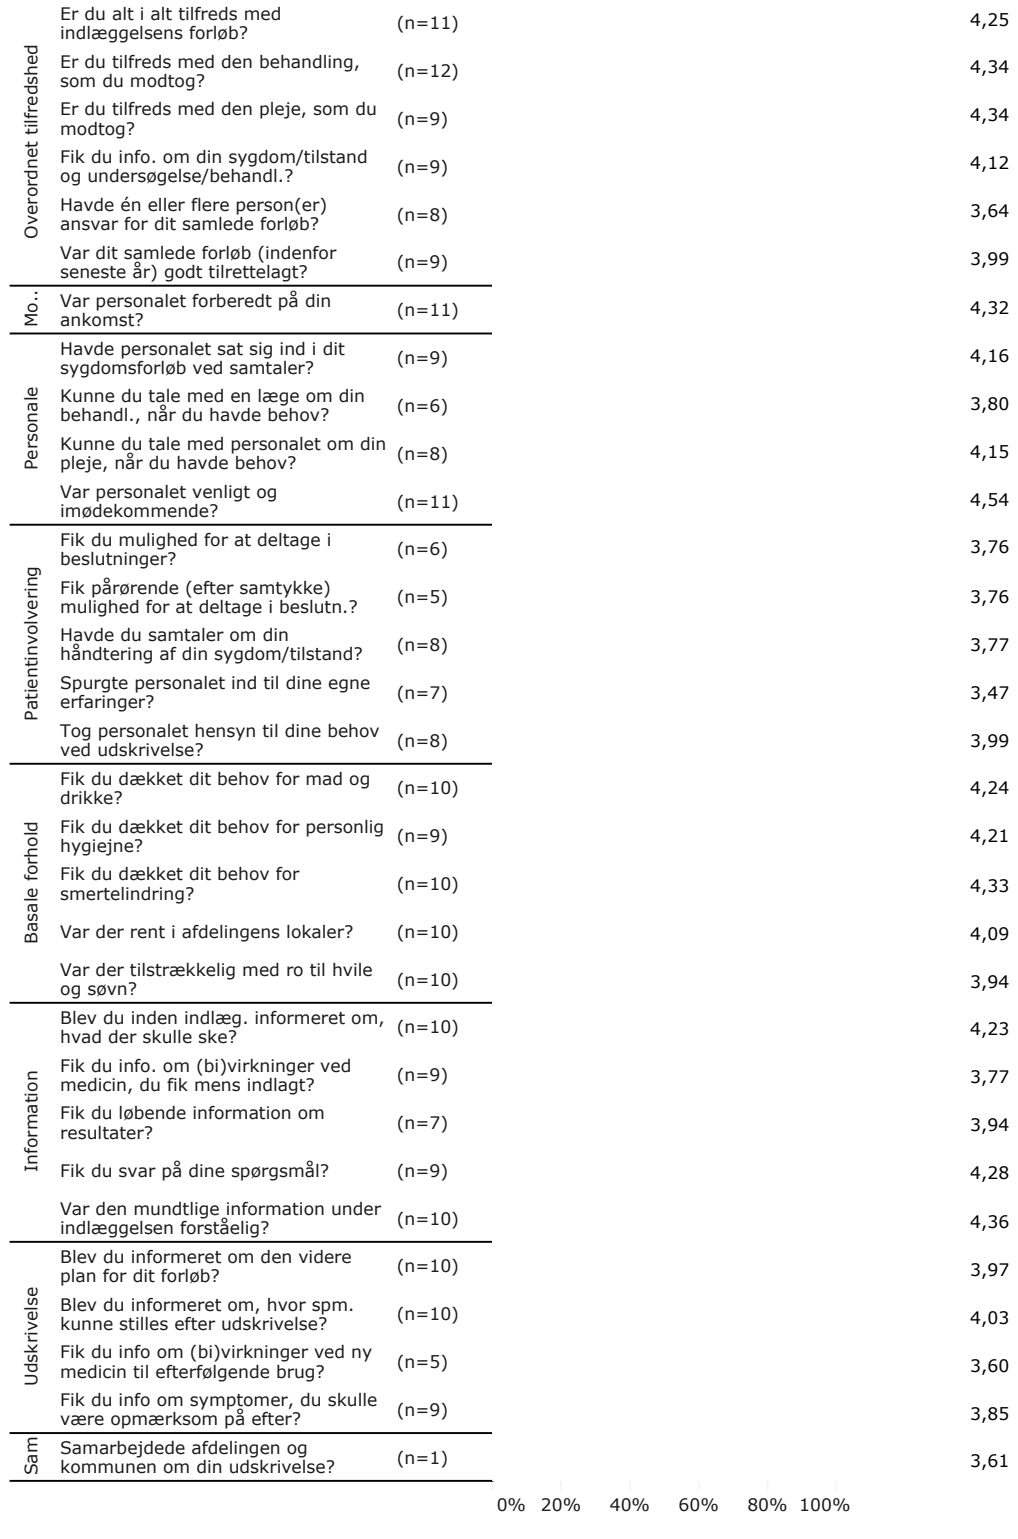 Overordnet tilfredshed
Er du alt i alt tilfreds med
indlæggelsens forløb?
(n=11)
4,25
Er du tilfreds med den behandling,
som du modtog?
(n=12)
4,34
Er du tilfreds med den pleje, som du
modtog?
(n=9)
4,34
Fik du info. om din sygdom/tilstand
og undersøgelse/behandl.?
(n=9)
4,12
Havde én eller flere person(er)
ansvar for dit samlede forløb?
(n=8)
3,64
Var dit samlede forløb (indenfor
seneste år) godt tilrettelagt?
(n=9)
3,99
Mo..
Var personalet forberedt på din
ankomst?
(n=11)
4,32
Personale
Havde personalet sat sig ind i dit
sygdomsforløb ved samtaler?
(n=9)
4,16
Kunne du tale med en læge om din
behandl., når du havde behov?
(n=6)
3,80
Kunne du tale med personalet om din
pleje, når du havde behov?
(n=8)
4,15
Var personalet venligt og
imødekommende?
(n=11)
4,54
Patientinvolvering
Fik du mulighed for at deltage i
beslutninger?
(n=6)
3,76
Fik pårørende (efter samtykke)
mulighed for at deltage i beslutn.?
(n=5)
3,76
Havde du samtaler om din
håndtering af din sygdom/tilstand?
(n=8)
3,77
Spurgte personalet ind til dine egne
erfaringer?
(n=7)
3,47
Tog personalet hensyn til dine behov
ved udskrivelse?
(n=8)
3,99
Basale forhold
Fik du dækket dit behov for mad og
drikke?
(n=10)
4,24
Fik du dækket dit behov for personlig
hygiejne?
(n=9)
4,21
Fik du dækket dit behov for
smertelindring?
(n=10)
4,33
Var der rent i afdelingens lokaler?
(n=10)
4,09
Var der tilstrækkelig med ro til hvile
og søvn?
(n=10)
3,94
Information
Blev du inden indlæg. informeret om,
hvad der skulle ske?
(n=10)
4,23
Fik du info. om (bi)virkninger ved
medicin, du fik mens indlagt?
(n=9)
3,77
Fik du løbende information om
resultater?
(n=7)
3,94
Fik du svar på dine spørgsmål?
(n=9)
4,28
Var den mundtlige information under
indlæggelsen forståelig?
(n=10)
4,36
Udskrivelse
Blev du informeret om den videre
plan for dit forløb?
(n=10)
3,97
Blev du informeret om, hvor spm.
kunne stilles efter udskrivelse?
(n=10)
4,03
Fik du info om (bi)virkninger ved ny
medicin til efterfølgende brug?
(n=5)
3,60
Fik du info om symptomer, du skulle
være opmærksom på efter?
(n=9)
3,85
Sam
Samarbejdede afdelingen og
kommunen om din udskrivelse?
(n=1)
3,61
0% 20% 40% 60% 80% 100%